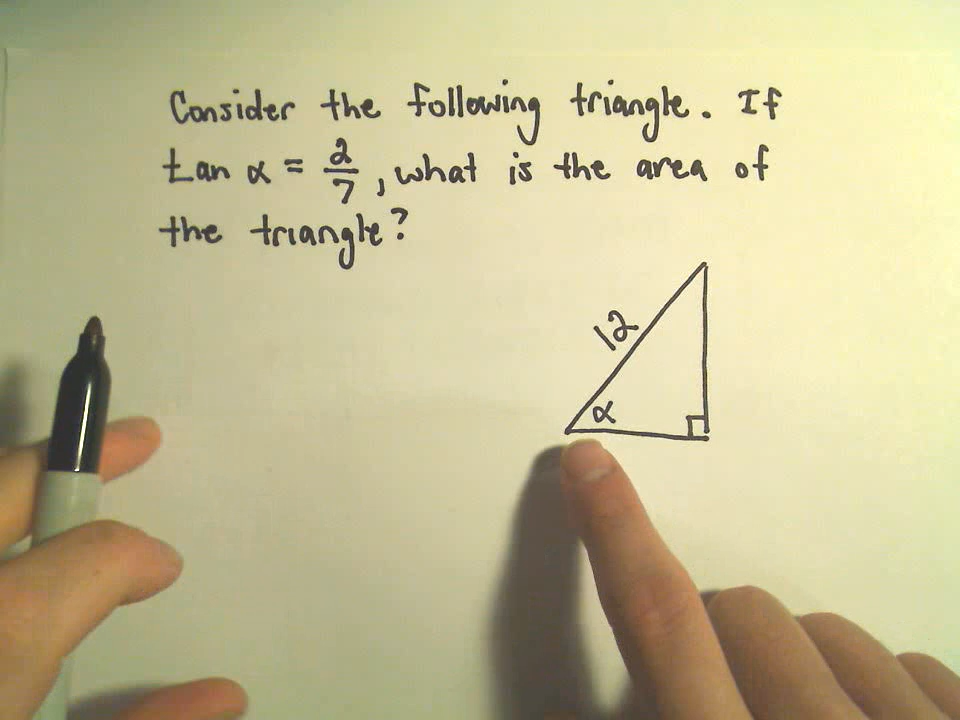 Consider the following triangle. If
tan α = 2/7, what is the area of
the triangle?
12
α